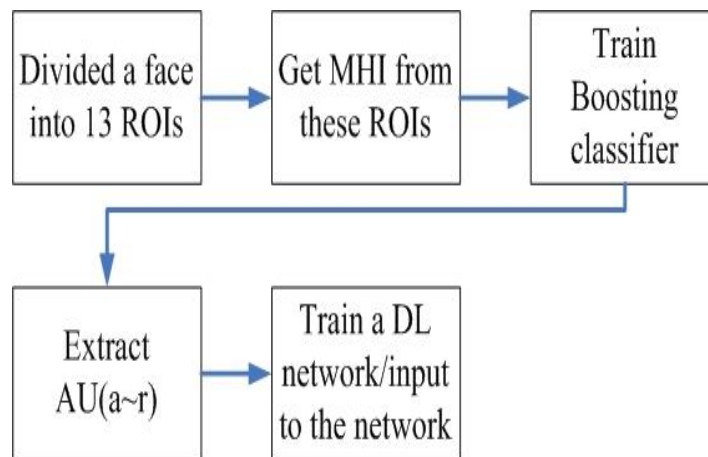 Divided a face
into 13 ROIs
Get MHI from
these ROIs
Train
Boosting
classifier
Extract
AU(a~r)
Train a DL
network/input
to the network